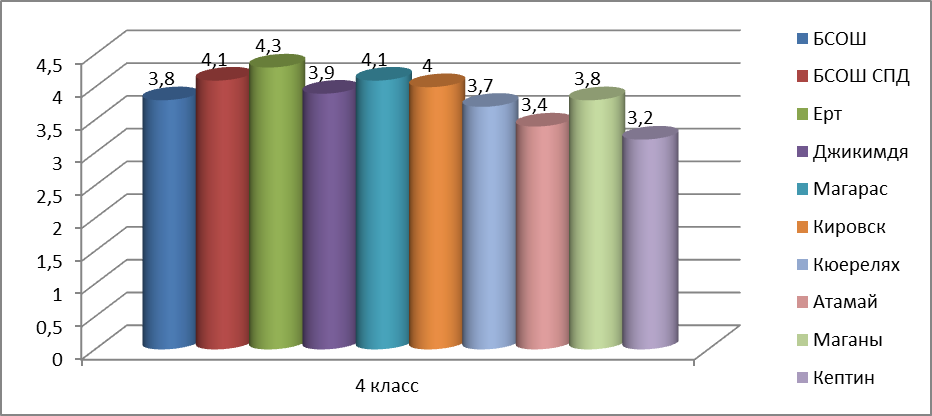 4,5
4
3,5
3
2,5
2
1,5
1
0,5
0
3,8
4,1
4,3
3,9
4,1
4
3,7
3,4
3,8
3,2
4 класс
БСОШ
БСОШ СПД
Ерт
Джикимдя
Магарас
Кировск
Кюерелях
Атамай
Маганы
Кептин